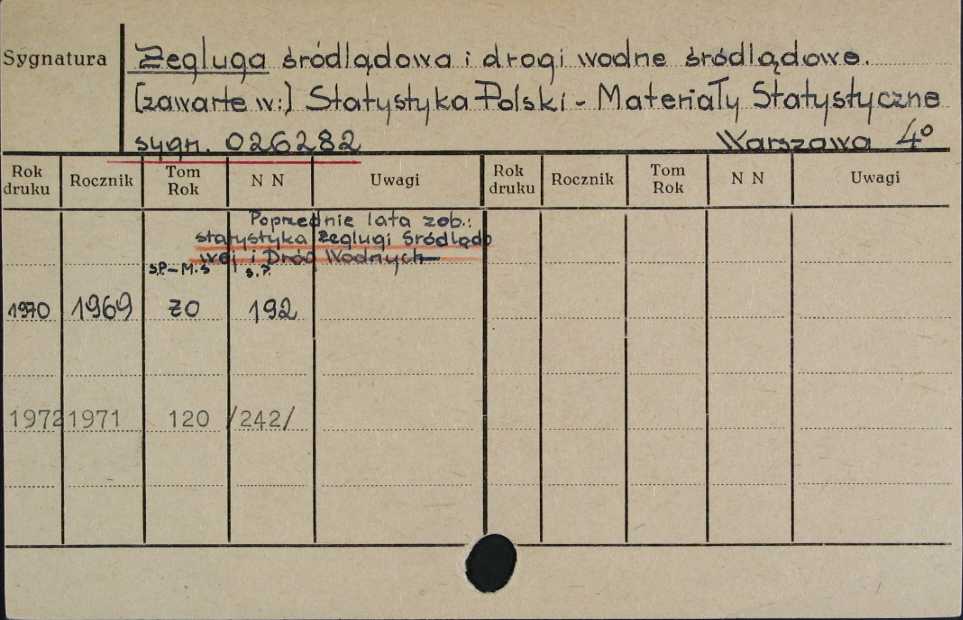 Sygnatura
Żegluga śródlądowa i drogi wodne śródlądowe.
[zawarte w:] Statystyka Polski - Materiały Statystyczne
sygn. 026282 Warszawa 4°
Rok druku Rocznik Tom Rok N N Uwagi Rok druku Rocznik Tom Rok N N Uwagi
Poprzednie lata zob.:
statystyka Żeglugi Śródlądo
wej i Dróg Wodnych
S.P-M.S S.P.
1970 1969 20 192
1972 1971 120 /242/